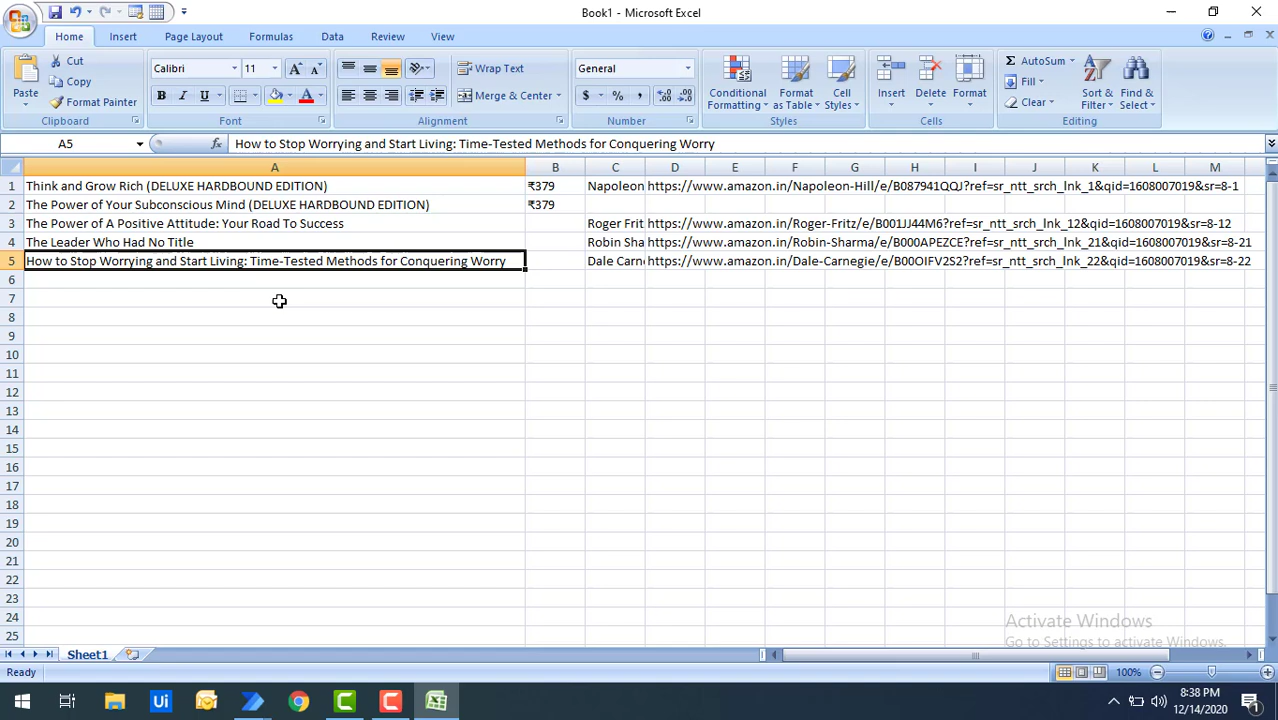 Book1 - Microsoft Excel
Home Insert Page Layout Formulas Data Review View
Paste
Cut
Copy
Format Painter
Clipboard
Calibri 11
B I U
Font
Wrap Text
Merge & Center
Alignment
General
$ % ,
Number
Conditional Formatting
Format as Table
Cell Styles
Styles
Insert Delete Format
Cells
Σ AutoSum
Fill
Clear
Sort & Filter
Find & Select
Editing
A5 fx How to Stop Worrying and Start Living: Time-Tested Methods for Conquering Worry
A B C D E F G H I J K L M
1 Think and Grow Rich (DELUXE HARDBOUND EDITION) ₹379 Napoleon https://www.amazon.in/Napoleon-Hill/e/B087941QQJ?ref=sr_ntt_srch_lnk_1&qid=1608007019&sr=8-1
2 The Power of Your Subconscious Mind (DELUXE HARDBOUND EDITION) ₹379
3 The Power of A Positive Attitude: Your Road To Success Roger Frit https://www.amazon.in/Roger-Fritz/e/B001JJ44M6?ref=sr_ntt_srch_lnk_12&qid=1608007019&sr=8-12
4 The Leader Who Had No Title Robin Sha https://www.amazon.in/Robin-Sharma/e/B000APEZCE?ref=sr_ntt_srch_lnk_21&qid=1608007019&sr=8-21
5 How to Stop Worrying and Start Living: Time-Tested Methods for Conquering Worry Dale Carn https://www.amazon.in/Dale-Carnegie/e/B00OIFV2S2?ref=sr_ntt_srch_lnk_22&qid=1608007019&sr=8-22
6
7
8
9
10
11
12
13
14
15
16
17
18
19
20
21
22
23
24
25
Activate Windows
Go to Settings to activate Windows.
Sheet1
Ready 100%
Ui
8:38 PM
12/14/2020
1